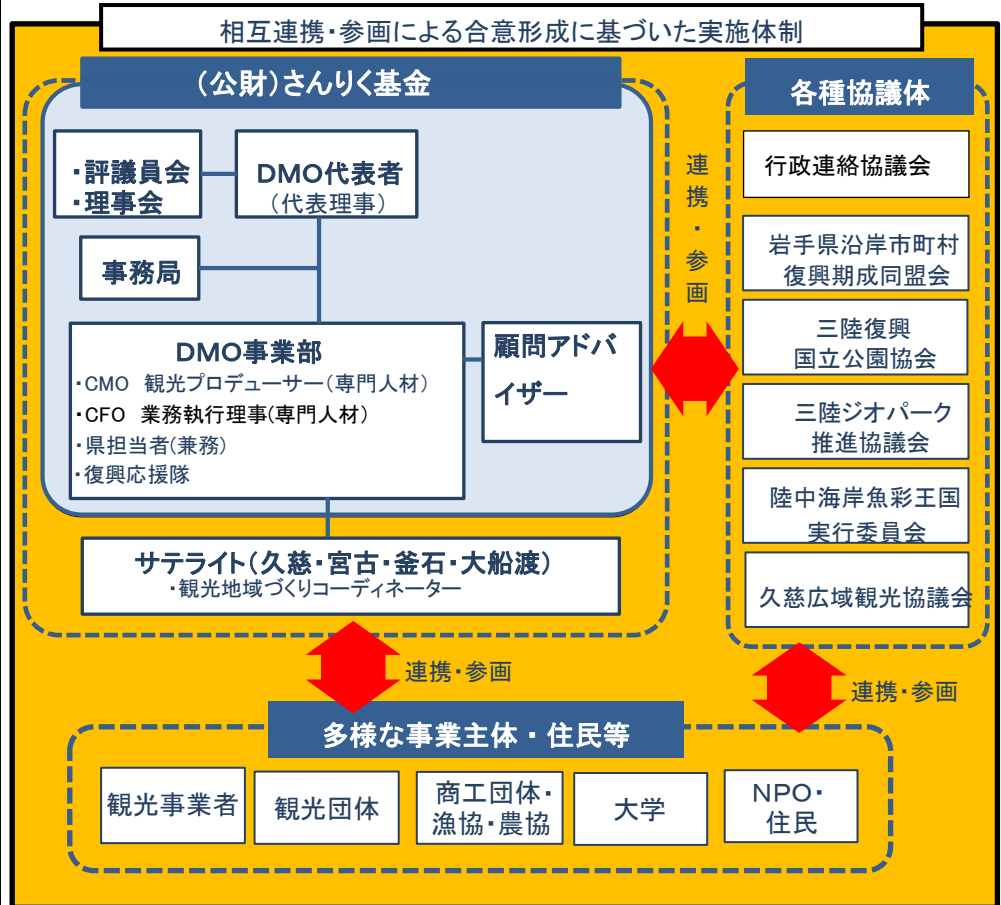 相互連携・参画による合意形成に基づいた実施体制
(公財)さんりく基金
・評議員会
・理事会
DMO代表者
(代表理事)
事務局
DMO事業部
・CMO 観光プロデューサー(専門人材)
・CFO 業務執行理事(専門人材)
・県担当者(兼務)
・復興応援隊
顧問アドバ
イザー
サテライト(久慈・宮古・釜石・大船渡)
・観光地域づくりコーディネーター
連携・参画
各種協議体
行政連絡協議会
岩手県沿岸市町村
復興期成同盟会
三陸復興
国立公園協会
三陸ジオパーク
推進協議会
陸中海岸魚彩王国
実行委員会
久慈広域観光協議会
連携・参画
連携・参画
多様な事業主体・住民等
観光事業者
観光団体
商工団体・
漁協・農協
大学
NPO・
住民